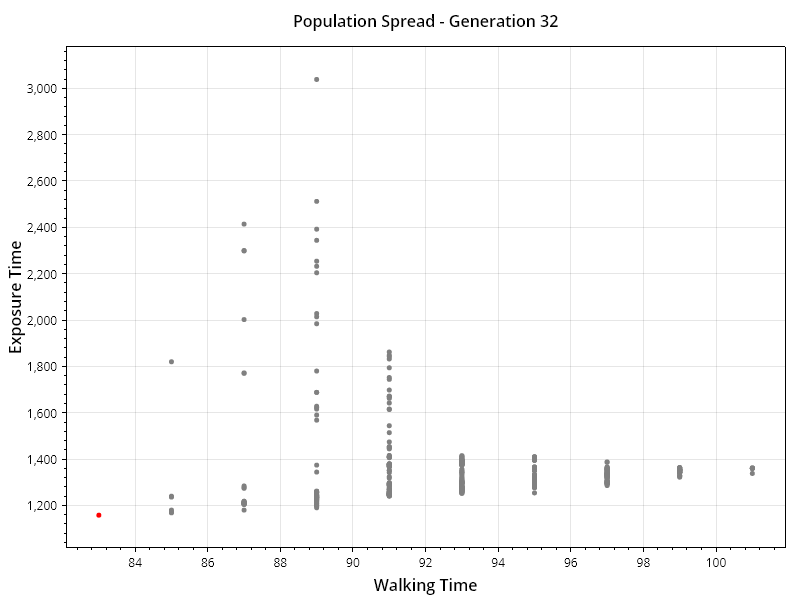 Population Spread - Generation 32
3,000
2,800
2,600
2,400
2,200
2,000
1,800
1,600
1,400
1,200
Exposure Time
84 86 88 90 92 94 96 98 100
Walking Time